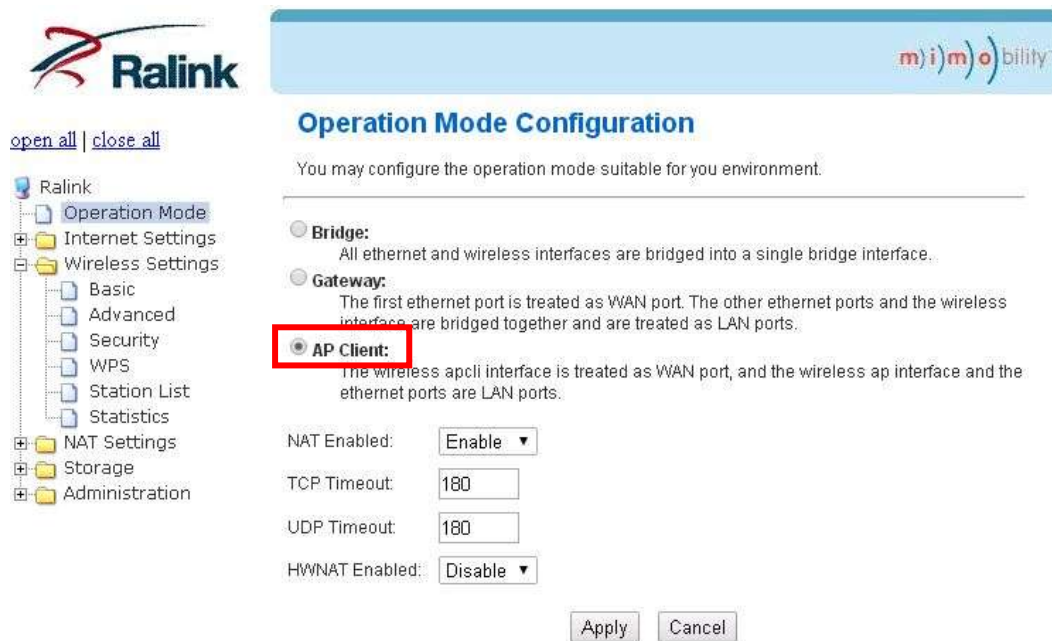 Ralink
m)i)m)o)bility
open all | close all
Ralink
Operation Mode
Internet Settings
Wireless Settings
Basic
Advanced
Security
WPS
Station List
Statistics
NAT Settings
Storage
Administration
Operation Mode Configuration
You may configure the operation mode suitable for you environment.
Bridge:
All ethernet and wireless interfaces are bridged into a single bridge interface.
Gateway:
The first ethernet port is treated as WAN port. The other ethernet ports and the wireless
interface are bridged together and are treated as LAN ports.
AP Client:
The wireless apcli interface is treated as WAN port, and the wireless ap interface and the
ethernet ports are LAN ports.
NAT Enabled: Enable
TCP Timeout: 180
UDP Timeout: 180
HWNAT Enabled: Disable
Apply Cancel